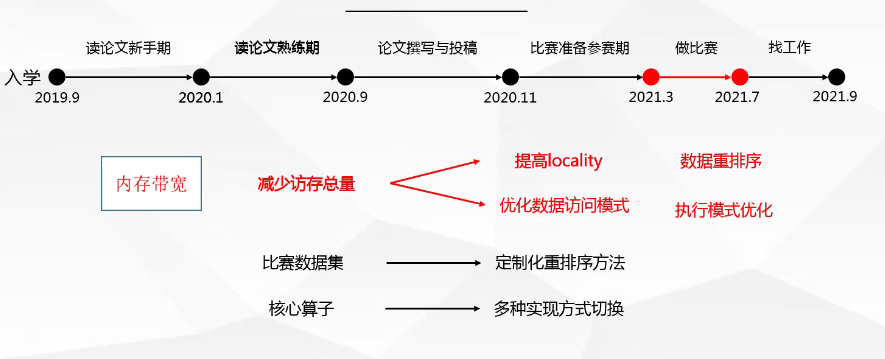 读论文新手期 读论文熟练期 论文撰写与投稿 比赛准备参赛期 做比赛 找工作
入学
2019.9 2020.1 2020.9 2020.11 2021.3 2021.7 2021.9
提高locality 数据重排序
内存带宽 减少访存总量
优化数据访问模式 执行模式优化
比赛数据集 定制化重排序方法
核心算子 多种实现方式切换